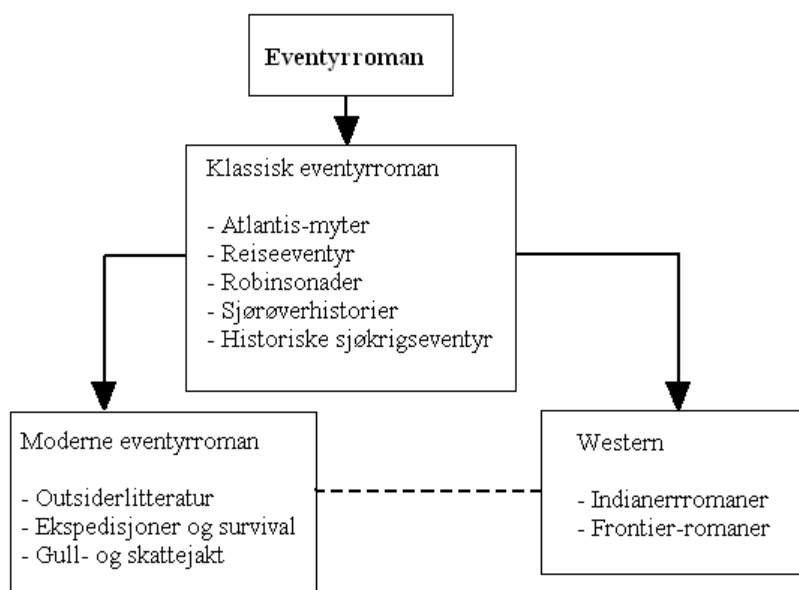 Eventyrroman
Klassisk eventyrroman
- Atlantis-myter
- Reiseeventyr
- Robinsonader
- Sjørøverhistorier
- Historiske sjøkrigseventyr
Moderne eventyrroman
- Outsiderlitteratur
- Ekspedisjoner og survival
- Gull- og skattejakt
Western
- Indianerrromaner
- Frontier-romaner